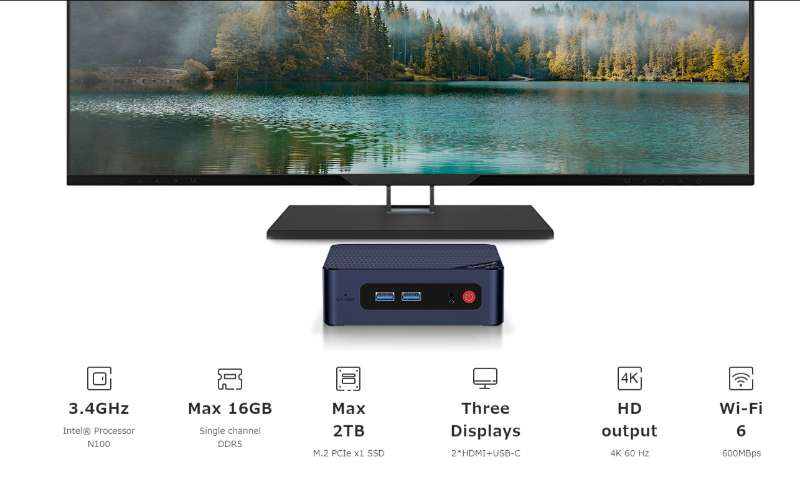 3.4GHz
Intel® Processor
N100
Max 16GB
Single channel
DDR5
Max
2TB
M.2 PCIe x1 SSD
Three
Displays
2*HDMI+USB-C
4K
HD
output
4K 60 Hz
Wi-Fi
6
600MBps